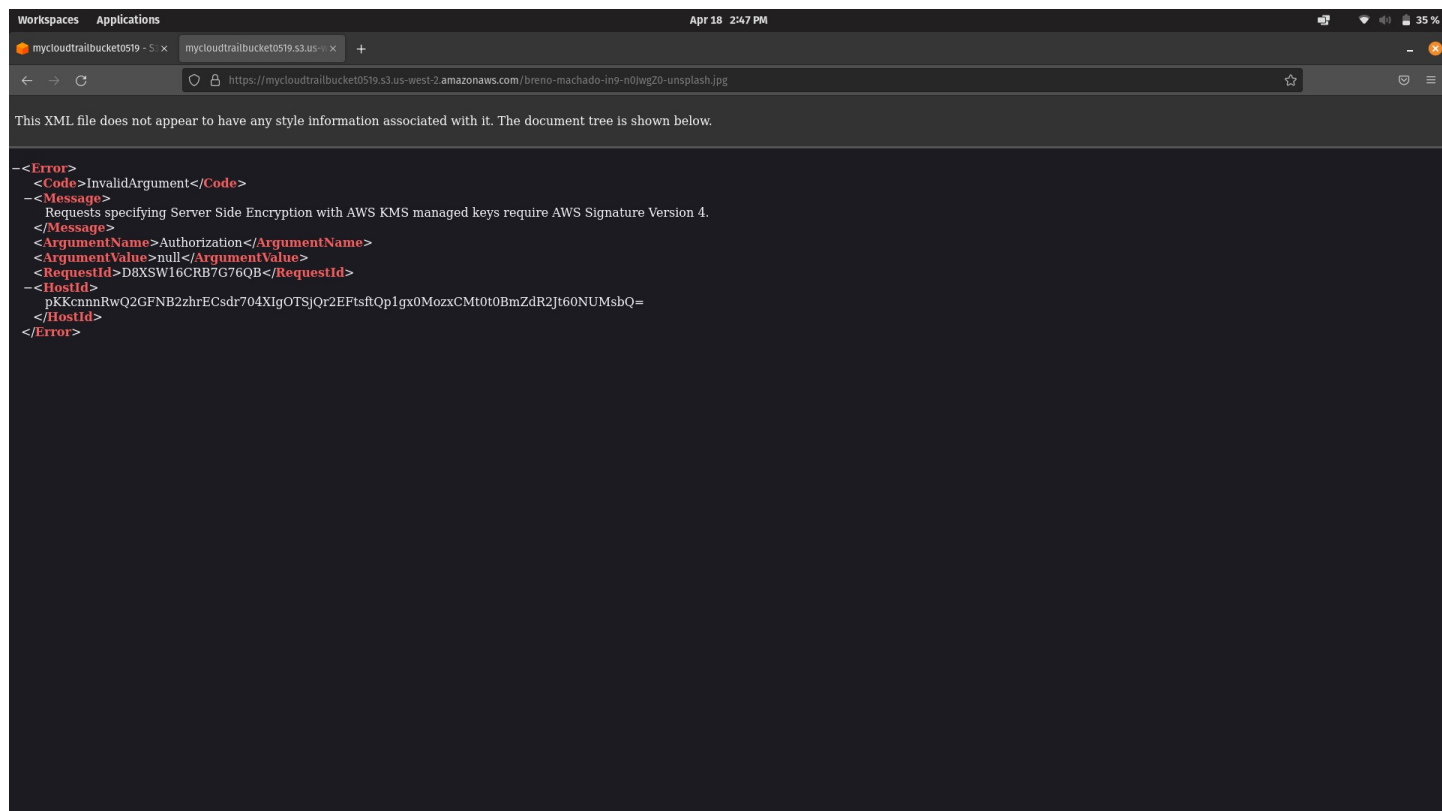 Workspaces Applications Apr 18 2:47 PM 35 %
mycloudtrailbucket0519 - S3 mycloudtrailbucket0519.s3.us-w
https://mycloudtrailbucket0519.s3.us-west-2.amazonaws.com/breno-machado-in9-n0JwgZ0-unsplash.jpg
This XML file does not appear to have any style information associated with it. The document tree is shown below.
−<Error>
<Code>InvalidArgument</Code>
−<Message>
Requests specifying Server Side Encryption with AWS KMS managed keys require AWS Signature Version 4.
</Message>
<ArgumentName>Authorization</ArgumentName>
<ArgumentValue>null</ArgumentValue>
<RequestId>D8XSW16CRB7G76QB</RequestId>
−<HostId>
pKKcnnnRwQ2GFNB2zhrECsdr704XIgOTSjQr2EFtsftQp1gx0MozxCMt0t0BmZdR2Jt60NUMsbQ=
</HostId>
</Error>